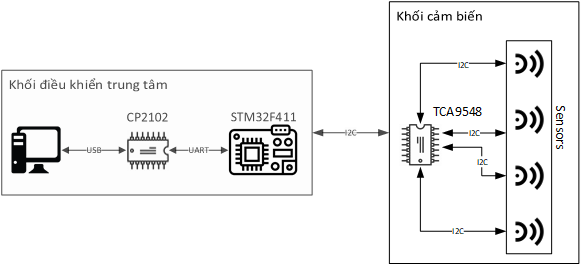 Khối cảm biến
Khối điều khiển trung tâm
CP2102
STM32F411
USB
UART
I2C
TCA9548
I2C
I2C
I2C
I2C
Sensors